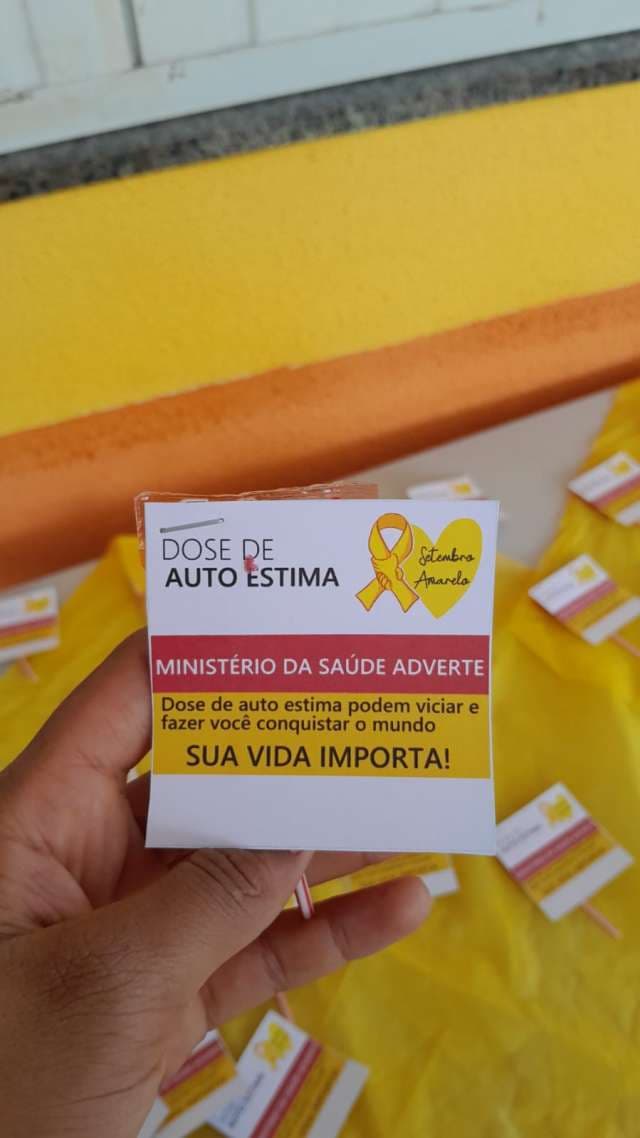 DOSE DE
AUTO ESTIMA
Setembro
Amarelo
MINISTÉRIO DA SAÚDE ADVERTE
Dose de auto estima podem viciar e
fazer você conquistar o mundo
SUA VIDA IMPORTA!